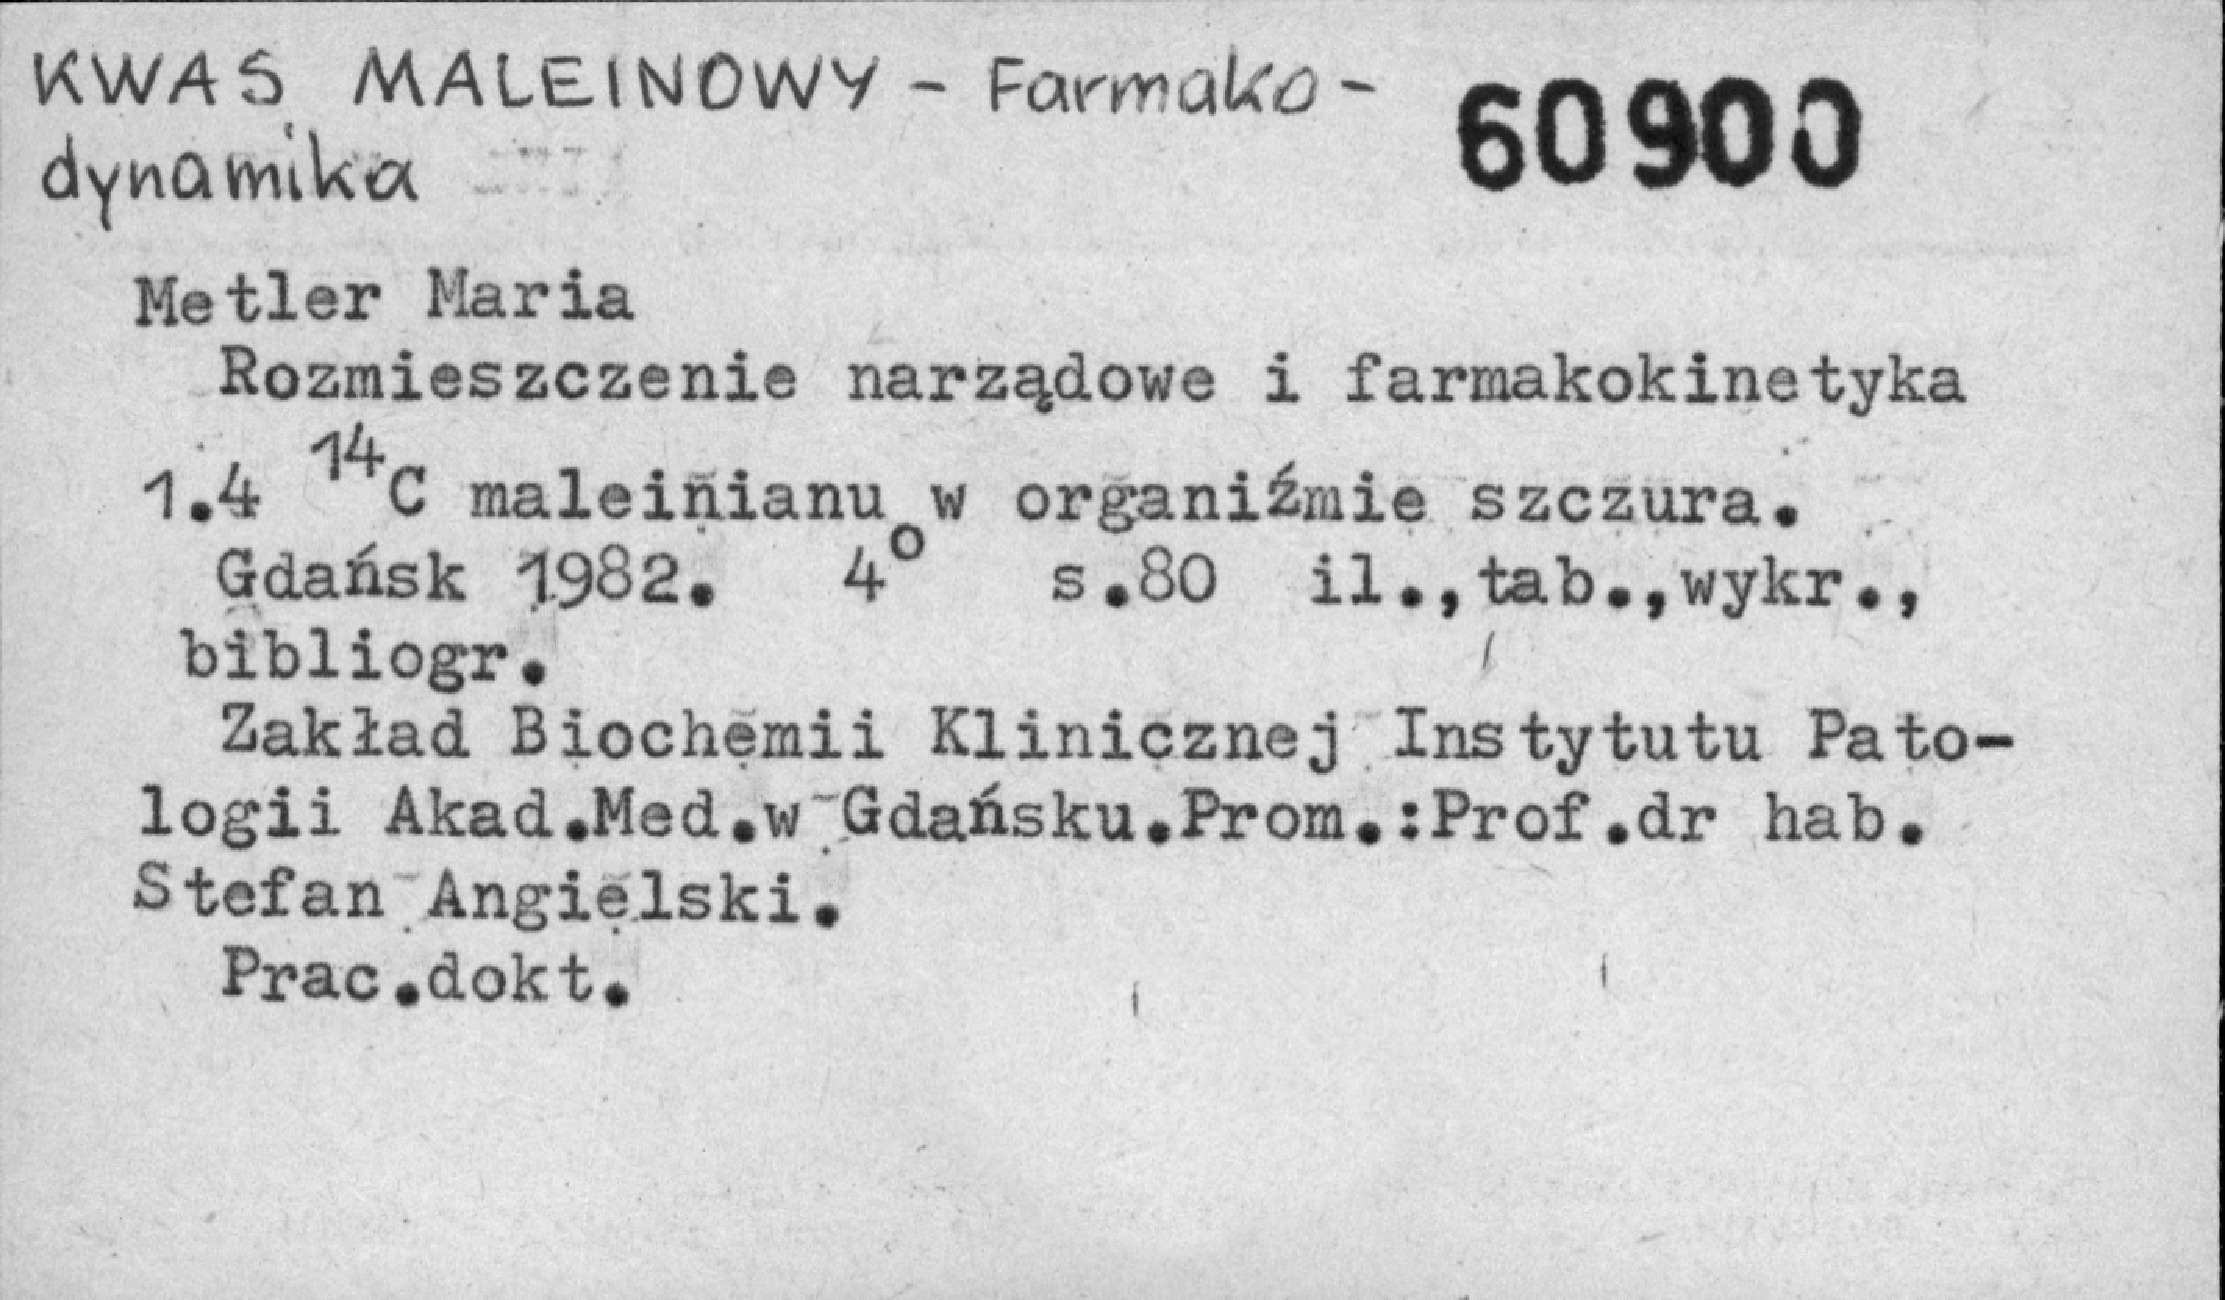 KWAS MALEINOWY - Farmako-
dynamika
60900
Metler Maria
Rozmieszczenie narządowe i farmakokinetyka
1.4 ¹⁴C maleinianu w organiźmie szczura.
Gdańsk 1982. 4° s.80 il.,tab.,wykr.,
bibliogr.
Zakład Biochemii Klinicznej Instytutu Pato-
logii Akad.Med.w Gdańsku.Prom.:Prof.dr hab.
Stefan Angielski.
Prac.dokt.